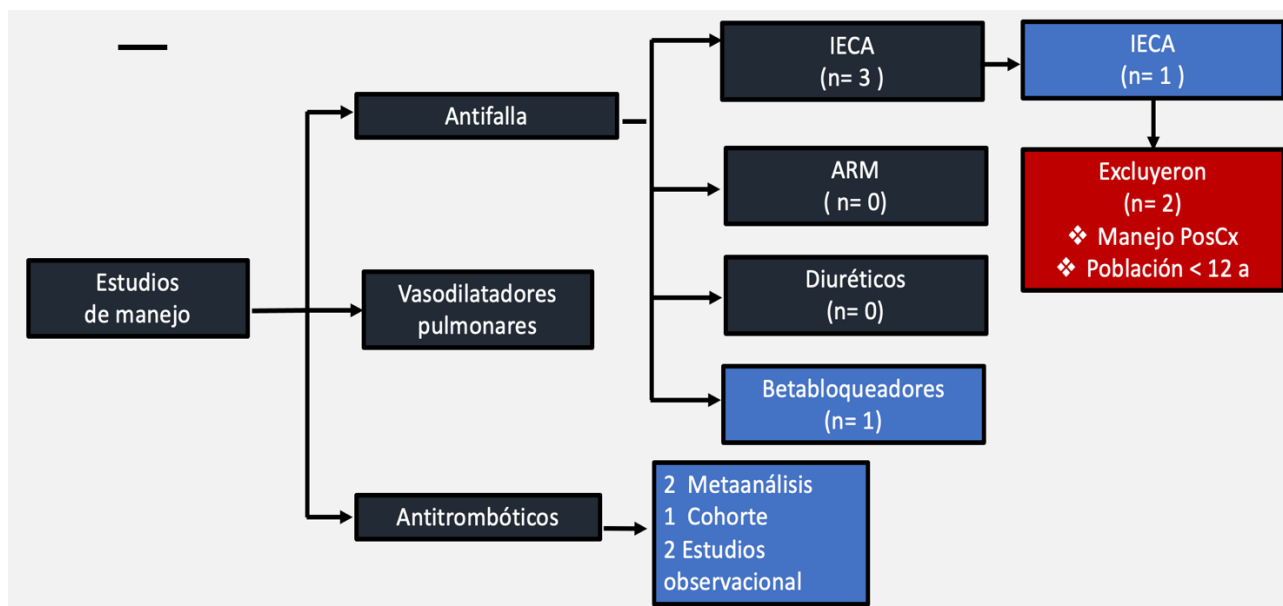 Estudios
de manejo
Antifalla
Vasodilatadores
pulmonares
Antitrombóticos
IECA
(n= 3 )
ARM
( n= 0)
Diuréticos
(n= 0)
Betabloqueadores
(n= 1)
2 Metaanálisis
1 Cohorte
2 Estudios
observacional
IECA
(n= 1 )
Excluyeron
(n= 2)
❖ Manejo PosCx
❖ Población < 12 a